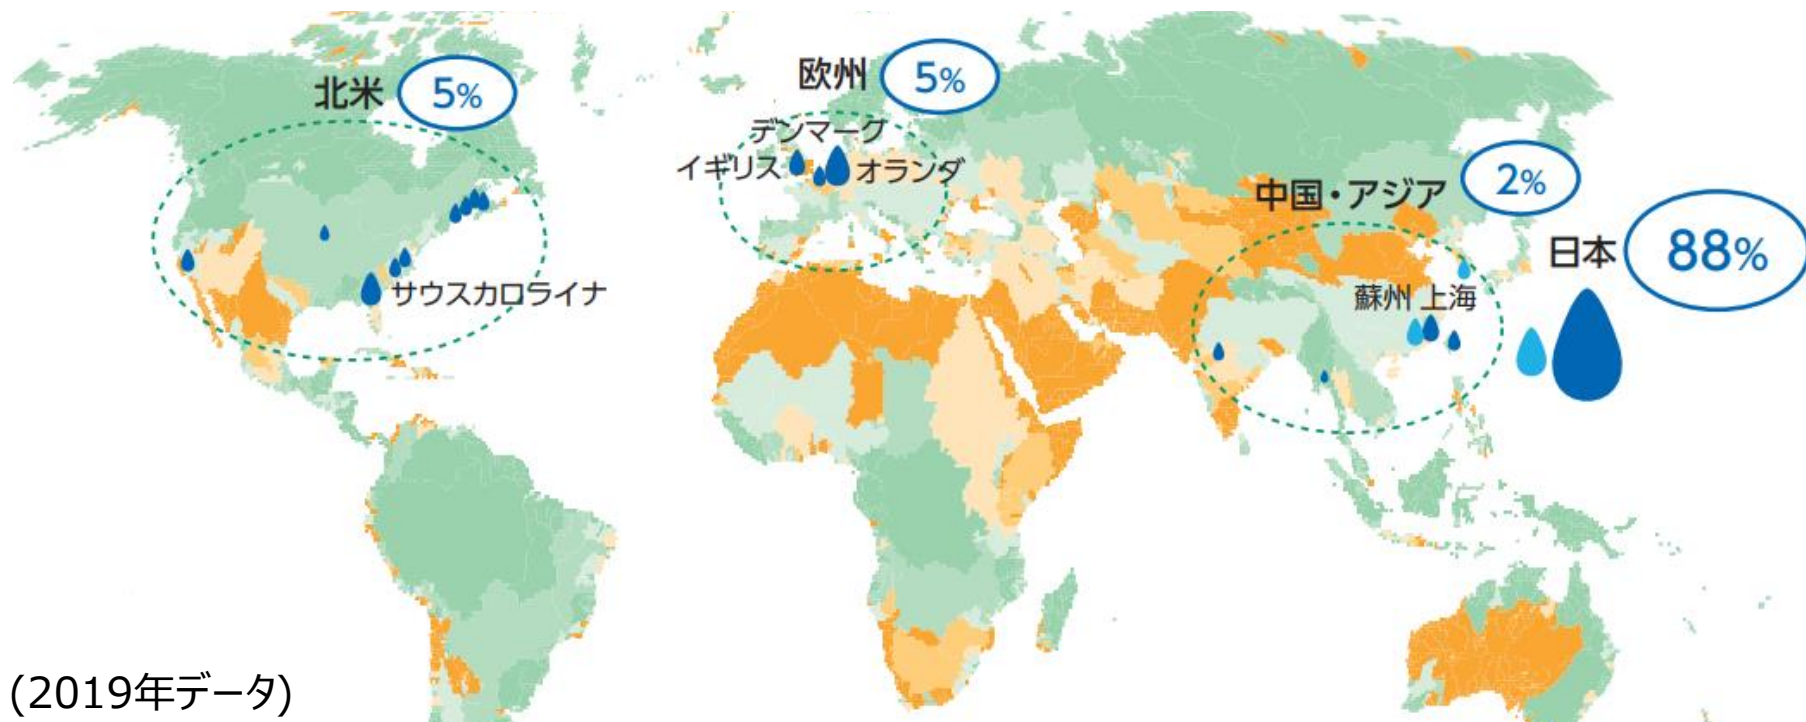 北米 5%
サウスカロライナ
欧州 5%
デンマーグ
イギリス
オランダ
中国・アジア 2%
蘇州 上海
日本 88%
(2019年データ)